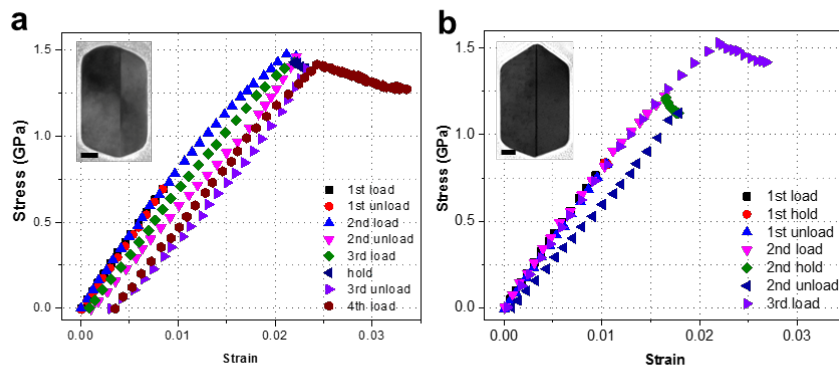 a
Stress (GPa)
1.5
1.0
0.5
0.0
0.00
0.01
0.02
0.03
Strain
1st load
1st unload
2nd load
2nd unload
3rd load
hold
3rd unload
4th load
b
Stress (GPa)
1.5
1.0
0.5
0.0
0.00
0.01
0.02
0.03
Strain
1st load
1st hold
1st unload
2nd load
2nd hold
2nd unload
3rd load